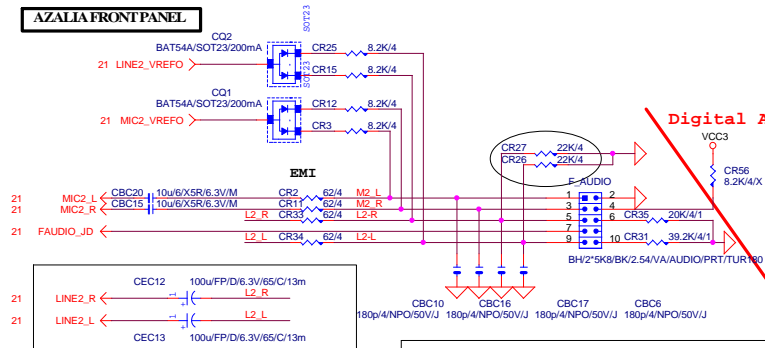 AZALIA FRONT PANEL
SOT23
CQ2
BAT54A/SOT23/200mA
CR25 8.2K/4
21 LINE2_VREFO
CR15 8.2K/4
SOT23
CQ1
BAT54A/SOT23/200mA
CR12 8.2K/4
21 MIC2_VREFO
CR3 8.2K/4
Digital A
VCC3
CR27 22K/4
CR26 22K/4
CR56
8.2K/4/X
EMI
F_AUDIO
21 MIC2_L CBC20 10u/6/X5R/6.3V/M CR2 62/4 M2_L 1 2
21 MIC2_R CBC15 10u/6/X5R/6.3V/M CR11 62/4 M2_R 3 4
L2_R CR33 62/4 L2-R 5 6 CR35 20K/4/1
21 FAUDIO_JD 7
L2_L CR34 62/4 L2-L 9 10 CR31 39.2K/4/1
BH/2*5K8/BK/2.54/VA/AUDIO/PRT/TUR180
CEC12 100u/FP/D/6.3V/65/C/13m
21 LINE2_R 1 + L2_R
21 LINE2_L 1 + L2_L
CEC13 100u/FP/D/6.3V/65/C/13m
CBC10 CBC16 CBC17 CBC6
180p/4/NPO/50V/J 180p/4/NPO/50V/J 180p/4/NPO/50V/J 180p/4/NPO/50V/J